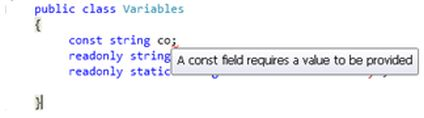 public class Variables
{
const string co;
readonly string
A const field requires a value to be provided
readonly static
}